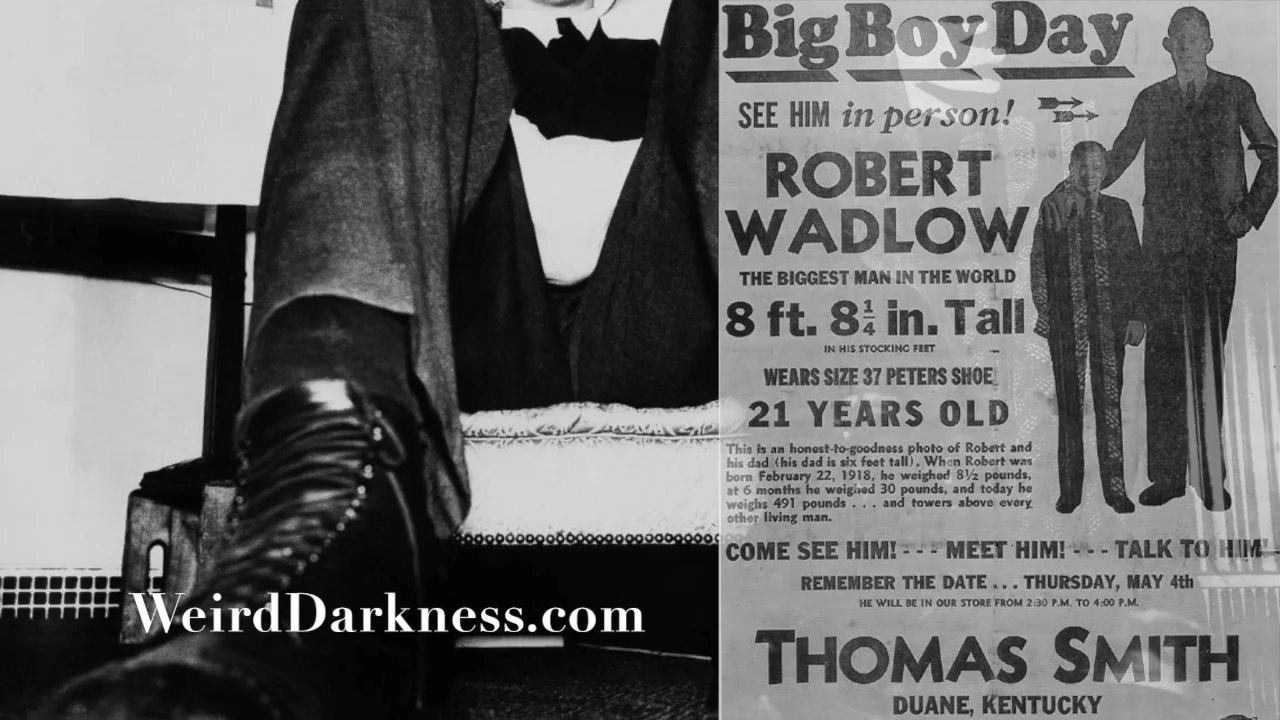 WeirdDarkness.com
Big Boy Day
SEE HIM in person!
ROBERT
WADLOW
THE BIGGEST MAN IN THE WORLD
8 ft. 8¼ in. Tall
IN HIS STOCKING FEET
WEARS SIZE 37 PETERS SHOE
21 YEARS OLD
This is an honest-to-goodness photo of Robert and
his dad (his dad is six feet tall). When Robert was
born February 22, 1918, he weighed 8½ pounds,
at 6 months he weighed 30 pounds, and today he
weighs 491 pounds . . . and towers above every
other living man.
COME SEE HIM! - - - MEET HIM! - - - TALK TO HIM!
REMEMBER THE DATE . . . THURSDAY, MAY 4th
HE WILL BE IN OUR STORE FROM 2:30 P.M. TO 4:00 P.M.
THOMAS SMITH
DUANE, KENTUCKY